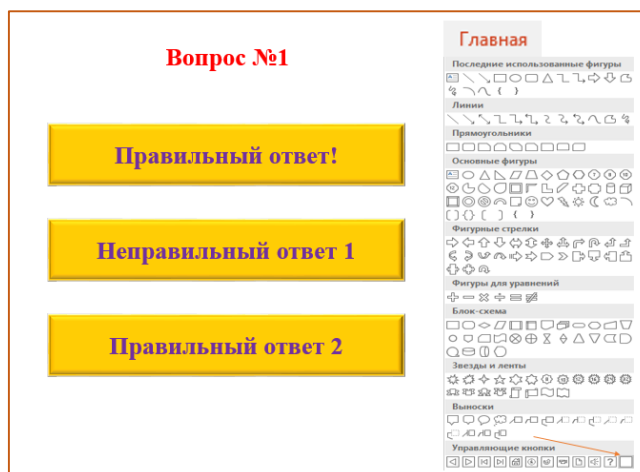 Вопрос №1
Правильный ответ!
Неправильный ответ 1
Правильный ответ 2
Главная
Последние использованные фигуры
Линии
Прямоугольники
Основные фигуры
Фигурные стрелки
Фигуры для уравнений
Блок-схема
Звезды и ленты
Выноски
Управляющие кнопки